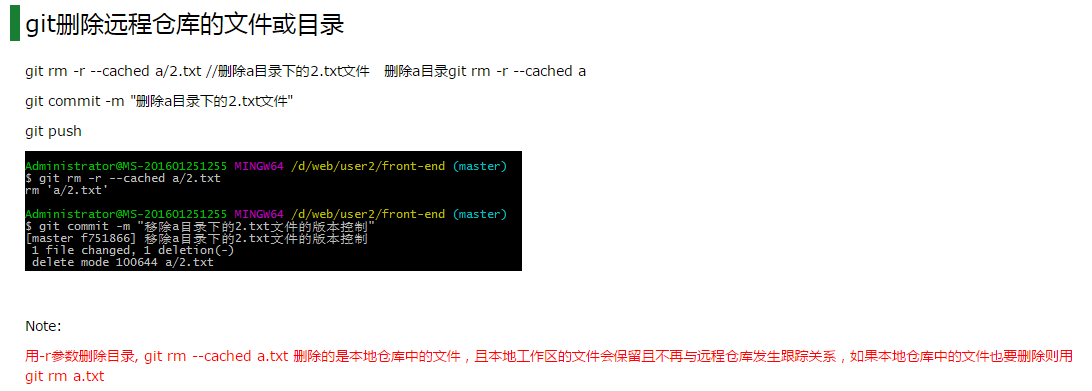 git删除远程仓库的文件或目录
git rm -r --cached a/2.txt //删除a目录下的2.txt文件   删除a目录git rm -r --cached a
git commit -m "删除a目录下的2.txt文件"
git push
Administrator@MS-201601251255 MINGW64 /d/web/user2/front-end (master)
$ git rm -r --cached a/2.txt
rm 'a/2.txt'
Administrator@MS-201601251255 MINGW64 /d/web/user2/front-end (master)
$ git commit -m "移除a目录下的2.txt文件的版本控制"
[master f751866] 移除a目录下的2.txt文件的版本控制
1 file changed, 1 deletion(-)
delete mode 100644 a/2.txt
Note:
用-r参数删除目录, git rm --cached a.txt 删除的是本地仓库中的文件，且本地工作区的文件会保留且不再与远程仓库发生跟踪关系，如果本地仓库中的文件也要删除则用
git rm a.txt